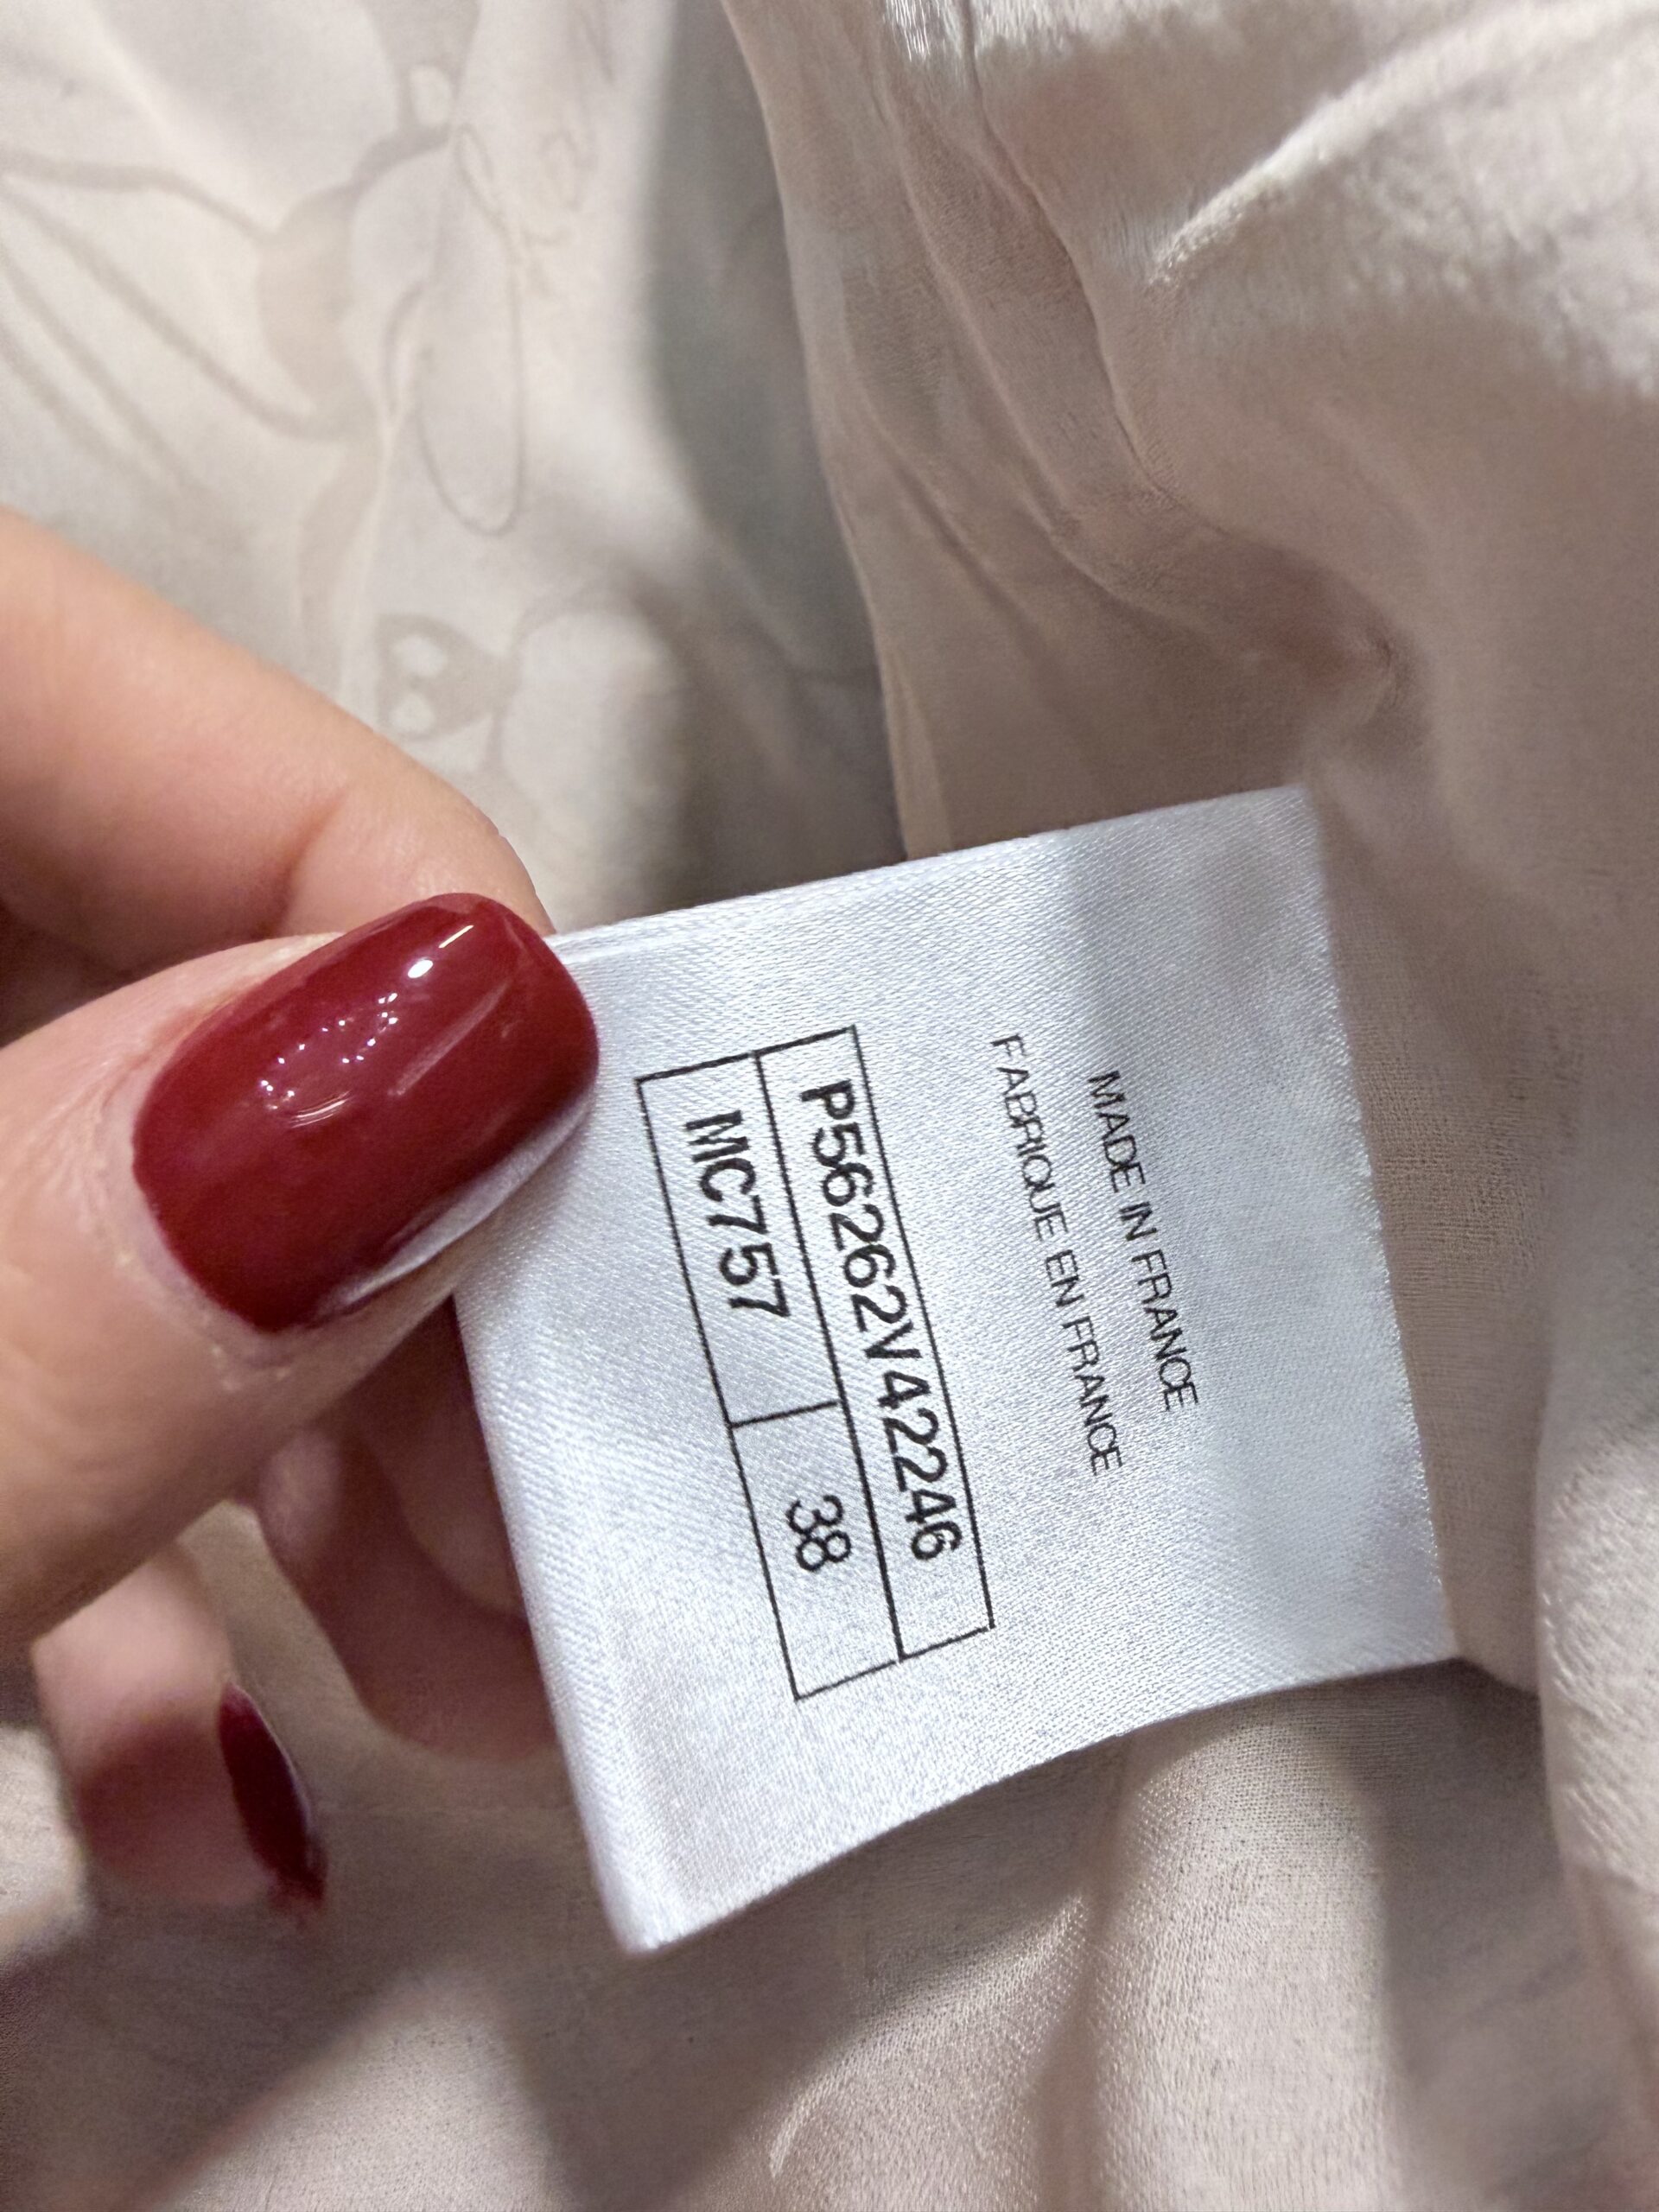 MADE IN FRANCE
FABRIQUE EN FRANCE
P56262V42246
MC757 38